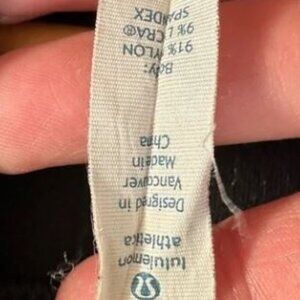 lululemon
athletica
Designed in
Vancouver
Made in
China
Body:
91% NYLON
9% LYCRA®
SPANDEX